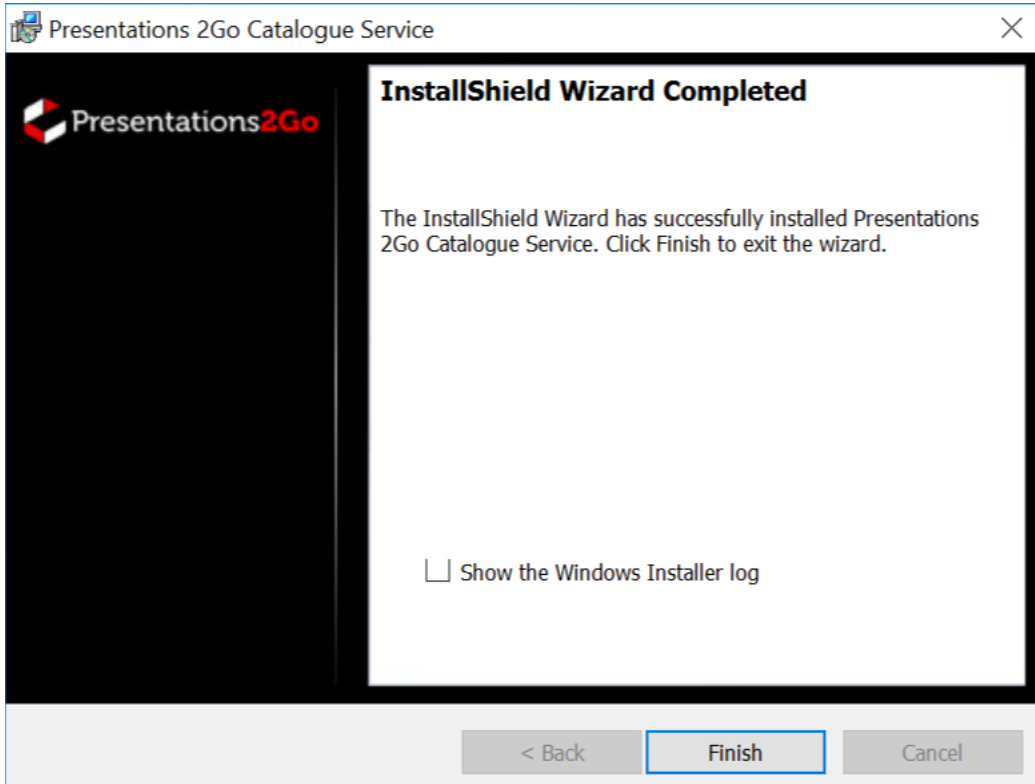 Presentations 2Go Catalogue Service
Presentations2Go
InstallShield Wizard Completed
The InstallShield Wizard has successfully installed Presentations
2Go Catalogue Service. Click Finish to exit the wizard.
Show the Windows Installer log
< Back Finish Cancel